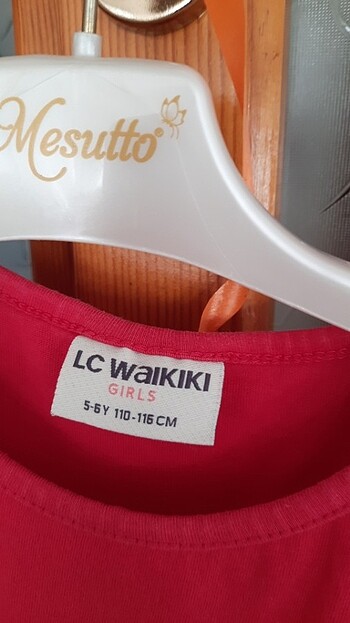 Mesutto®
LC WAIKIKI
GIRLS
5-6Y 110-116 CM